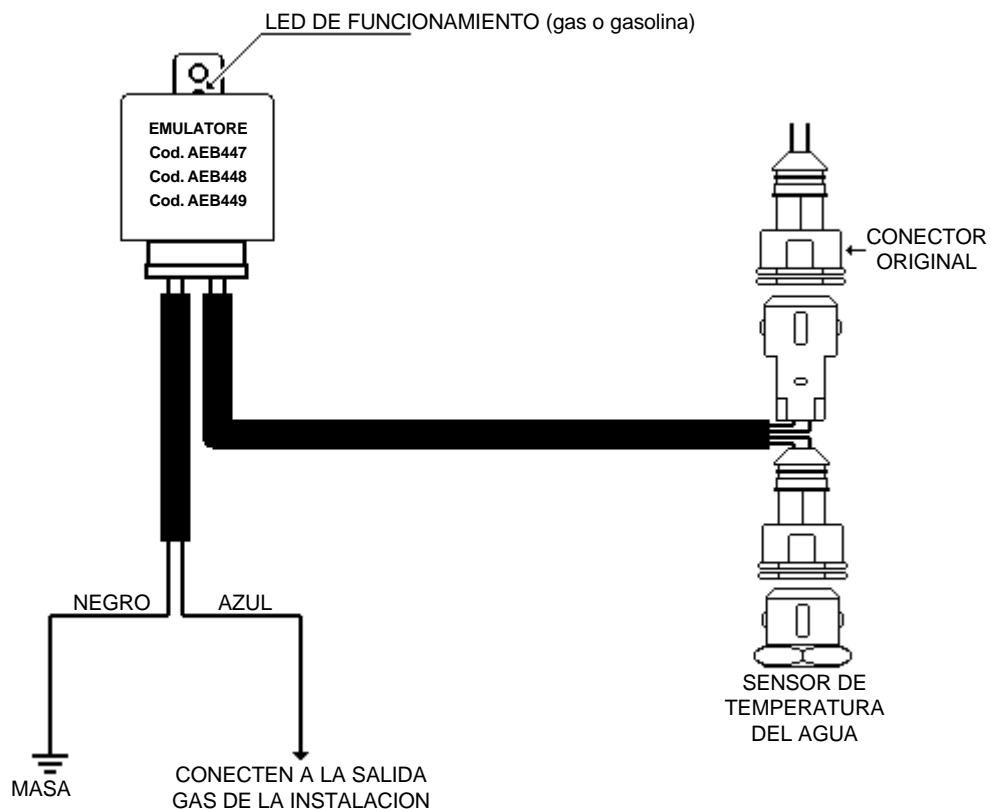 LED DE FUNCIONAMIENTO (gas o gasolina)
EMULATORE
Cod. AEB447
Cod. AEB448
Cod. AEB449
CONECTOR
ORIGINAL
NEGRO
AZUL
SENSOR DE
TEMPERATURA
DEL AGUA
MASA
CONECTEN A LA SALIDA
GAS DE LA INSTALACION